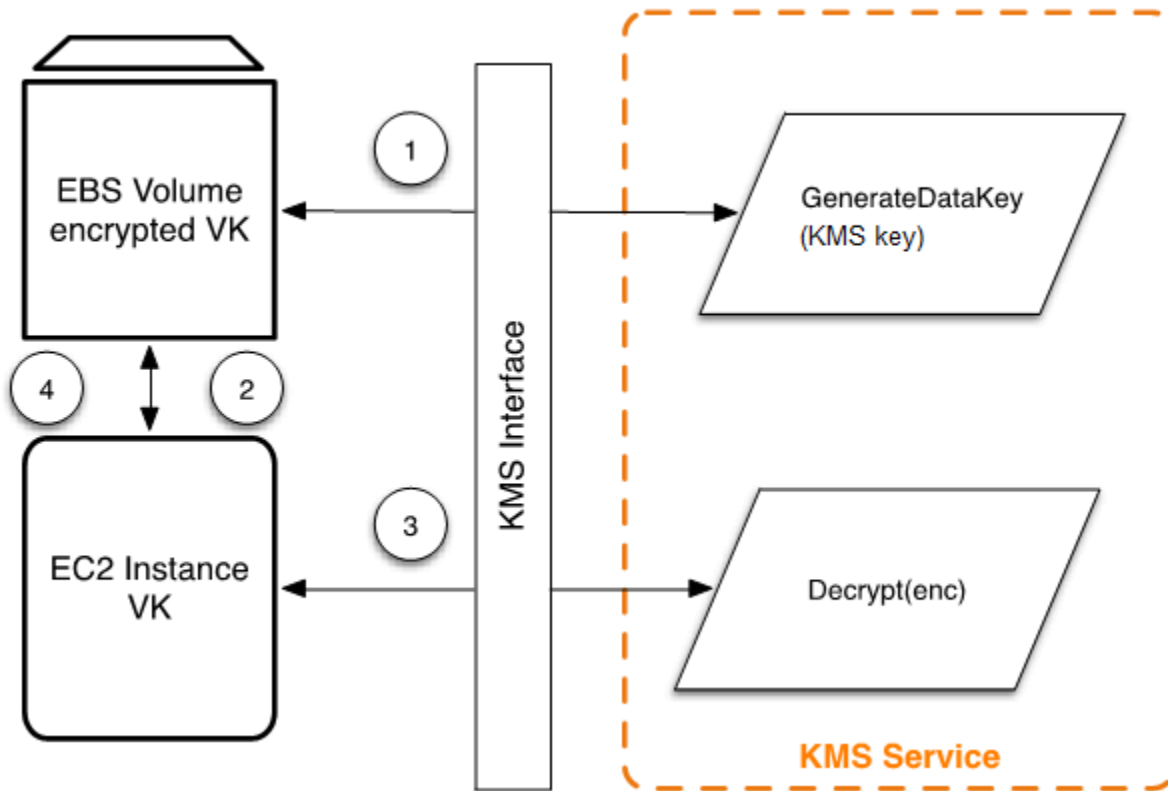 EBS Volume
encrypted VK
1
GenerateDataKey
(KMS key)
4
2
KMS Interface
EC2 Instance
VK
3
Decrypt(enc)
KMS Service